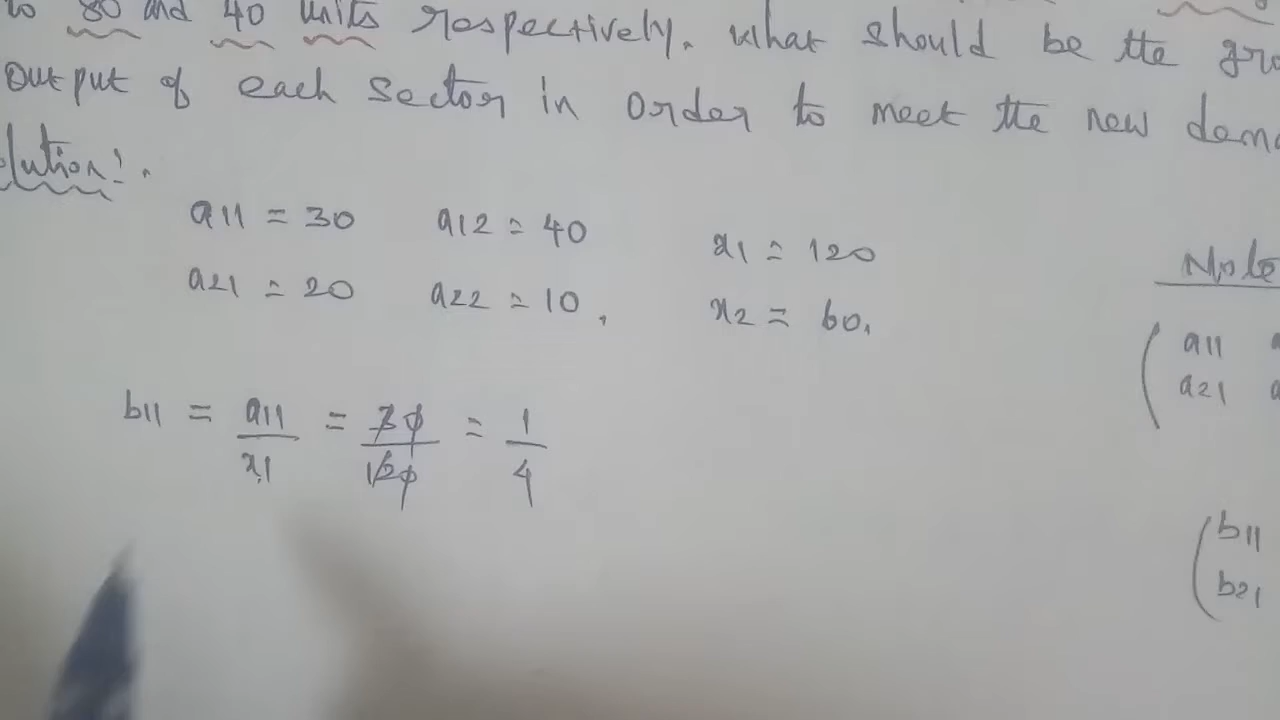 to 80 and 40 units respectively. What should be the gro
output of each sector in order to meet the new dema
lution:.
a11 = 30 a12 = 40 x1 = 120
a21 = 20 a22 = 10, x2 = 60.
Note
a11
a21
b11 = a11/x1 = 30/120 = 1/4
b11
b21